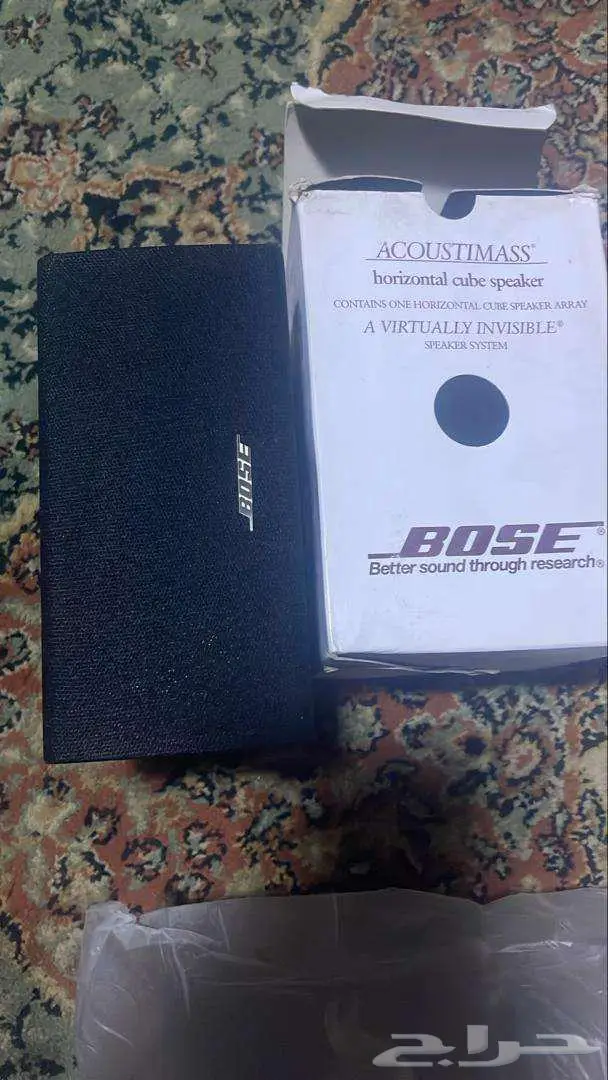 BOSE
ACOUSTIMASS®
horizontal cube speaker
CONTAINS ONE HORIZONTAL CUBE SPEAKER ARRAY
A VIRTUALLY INVISIBLE®
SPEAKER SYSTEM
BOSE®
Better sound through research®
حراج